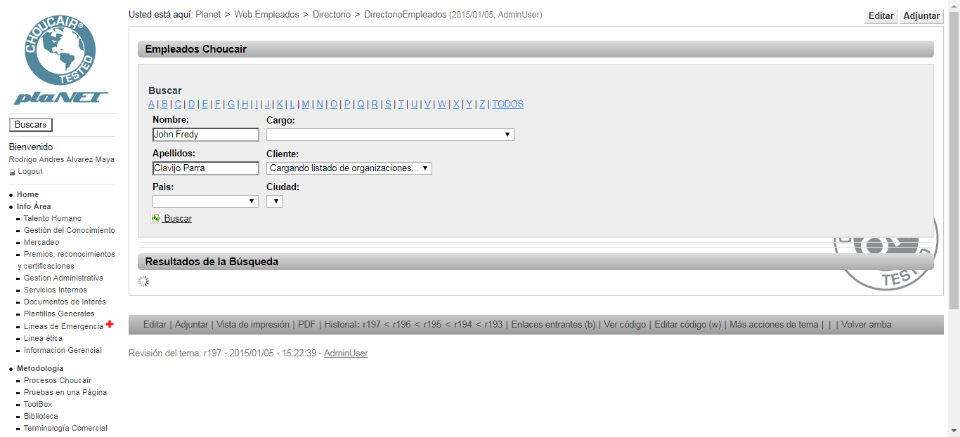 CHOUCAIR
TESTED
plaNET
Buscar»
Bienvenido
Rodrigo Andres Alvarez Maya
Logout
Home
Info Área
Talento Humano
Gestión del Conocimiento
Mercadeo
Premios, reconocimientos
y certificaciones
Gestion Administrativa
Servicios Internos
Documentos de Interés
Plantillas Generales
Líneas de Emergencia
Línea ética
Informacion Gerencial
Metodología
Procesos Choucair
Pruebas en una Página
ToolBox
Biblioteca
Terminología Comercial
Usted está aquí: Planet > Web Empleados > Directorio > DirectorioEmpleados (2015/01/05, AdminUser)
Editar Adjuntar
Empleados Choucair
Buscar
A | B | C | D | E | F | G | H | I | J | K | L | M | N | O | P | Q | R | S | T | U | V | W | X | Y | Z | TODOS
Nombre: Cargo:
John Fredy
Apellidos: Cliente:
Clavijo Parra Cargando listado de organizaciones...
Pais: Ciudad:
Buscar
Resultados de la Búsqueda
TESTED
Editar | Adjuntar | Vista de impresión | PDF | Historial: r197 < r196 < r195 < r194 < r193 | Enlaces entrantes (b) | Ver código | Editar código (w) | Más acciones de tema | | | Volver arriba
Revisión del tema: r197 - 2015/01/05 - 15:22:39 - AdminUser